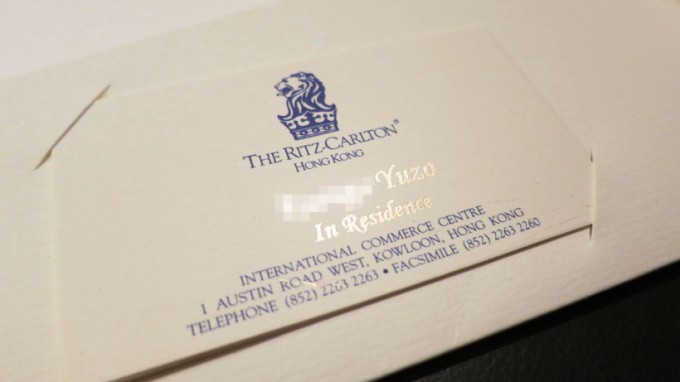 THE RITZ-CARLTON®
HONG KONG
Yuzo
In Residence
INTERNATIONAL COMMERCE CENTRE
1 AUSTIN ROAD WEST, KOWLOON, HONG KONG
TELEPHONE (852) 2263 2263 • FACSIMILE (852) 2263 2260